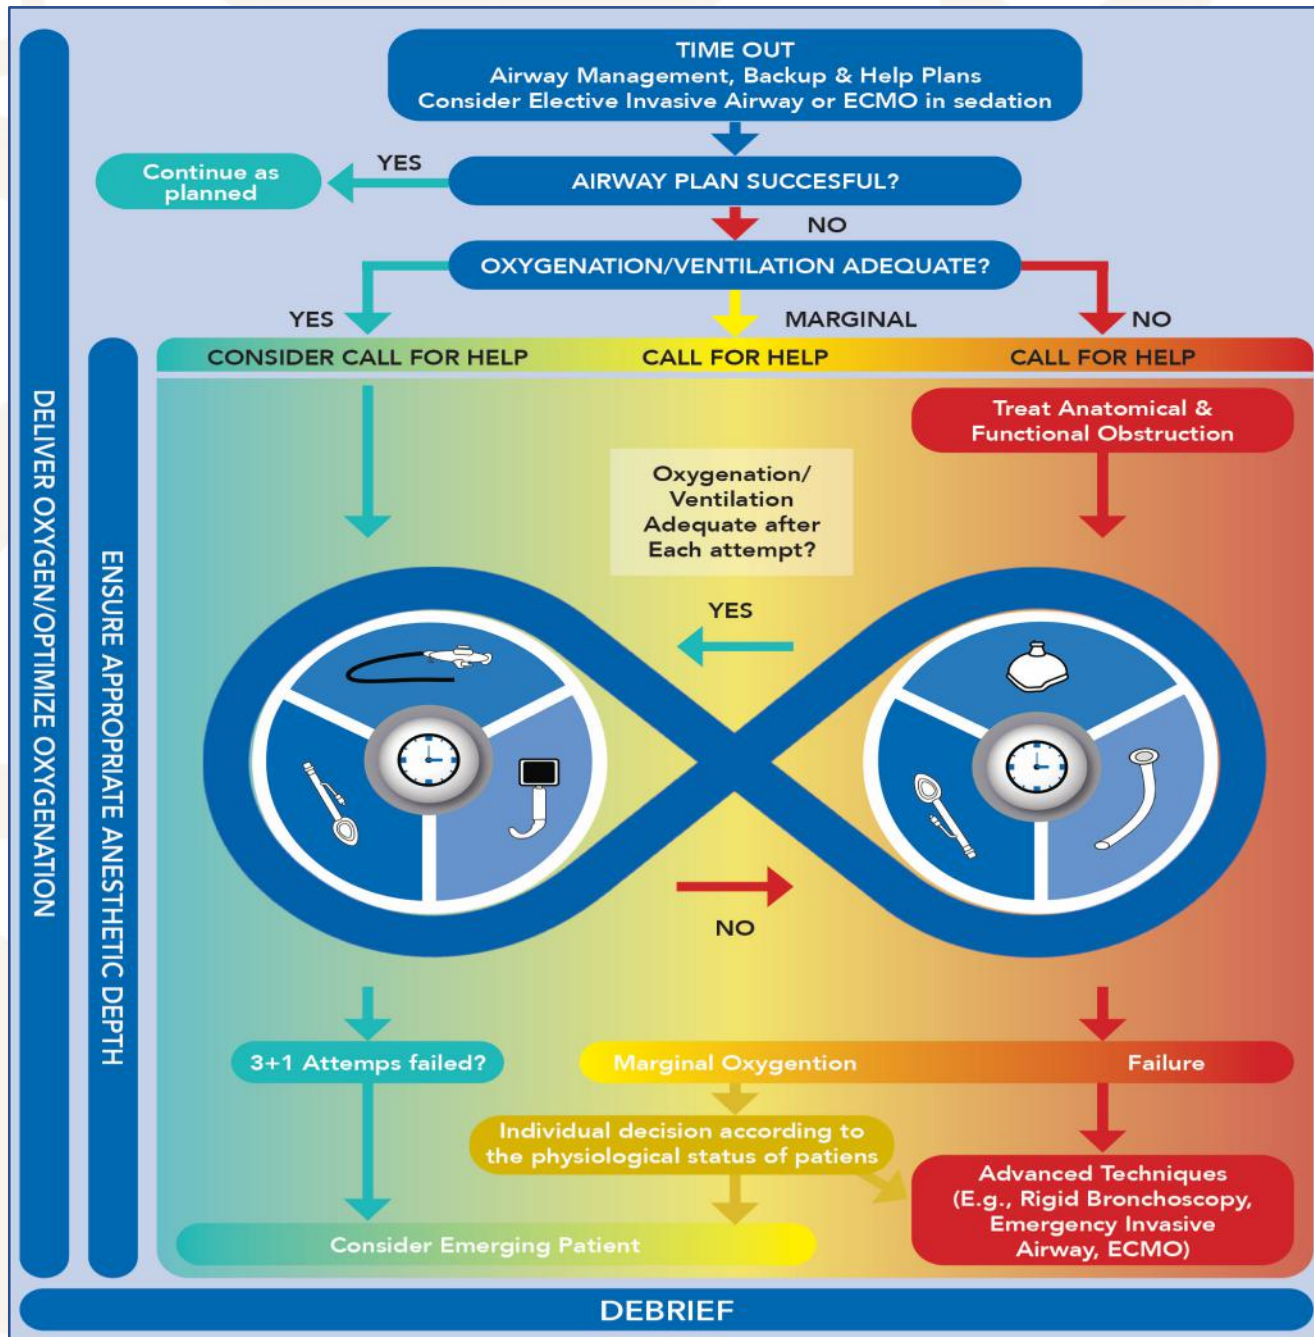 TIME OUT
Airway Management, Backup & Help Plans
Consider Elective Invasive Airway or ECMO in sedation
YES
Continue as
planned
AIRWAY PLAN SUCCESFUL?
NO
OXYGENATION/VENTILATION ADEQUATE?
YES
MARGINAL
NO
CONSIDER CALL FOR HELP
CALL FOR HELP
CALL FOR HELP
Treat Anatomical &
Functional Obstruction
Oxygenation/
Ventilation
Adequate after
Each attempt?
YES
NO
3+1 Attemps failed?
Marginal Oxygention
Failure
Individual decision according to
the physiological status of patiens
Advanced Techniques
(E.g., Rigid Bronchoscopy,
Emergency Invasive
Airway, ECMO)
Consider Emerging Patient
DELIVER OXYGEN/OPTIMIZE OXYGENATION
ENSURE APPROPRIATE ANESTHETIC DEPTH
DEBRIEF